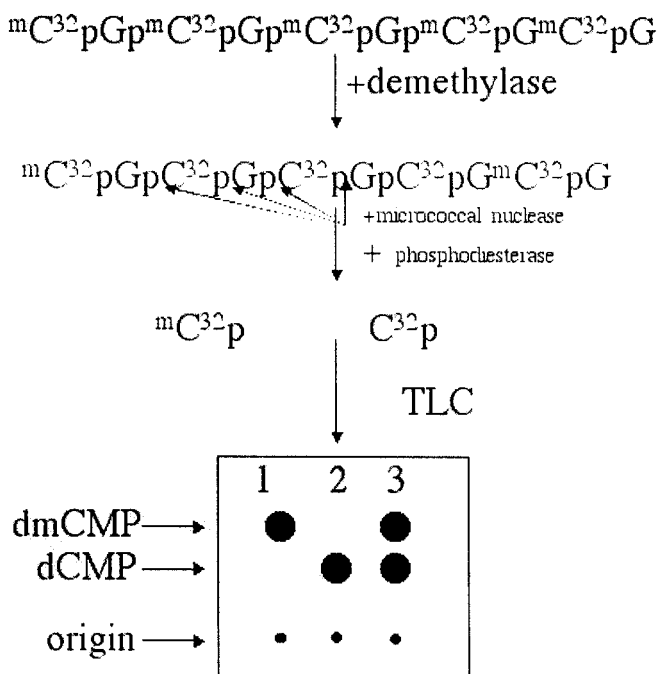 ᵐC³²pGpᵐC³²pGpᵐC³²pGpᵐC³²pGᵐC³²pG
+demethylase
ᵐC³²pGpC³²pGpC³²pGpC³²pGᵐC³²pG
+micrococcal nuclease
+ phosphodiesterase
ᵐC³²p C³²p
TLC
1 2 3
dmCMP
dCMP
origin